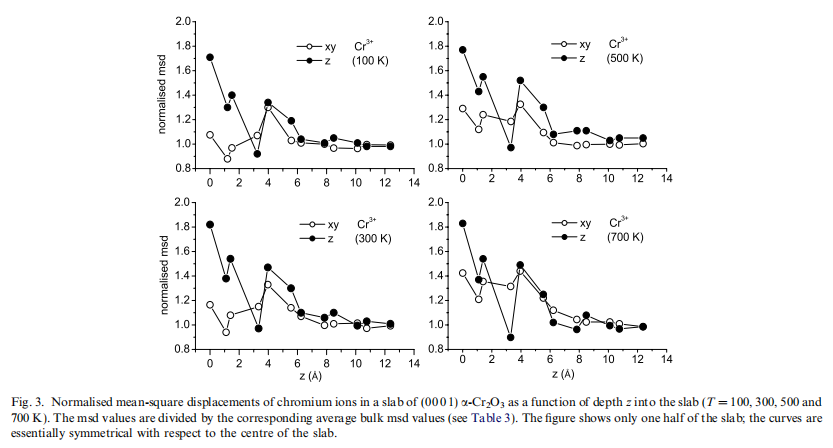 normalised msd
2.0
1.8
1.6
1.4
1.2
1.0
0.8
xy Cr³⁺
z (100 K)
0 2 4 6 8 10 12 14
2.0
1.8
1.6
1.4
1.2
1.0
0.8
xy Cr³⁺
z (500 K)
0 2 4 6 8 10 12 14
normalised msd
2.0
1.8
1.6
1.4
1.2
1.0
0.8
xy Cr³⁺
z (300 K)
0 2 4 6 8 10 12 14
z (Å)
2.0
1.8
1.6
1.4
1.2
1.0
0.8
xy Cr³⁺
z (700 K)
0 2 4 6 8 10 12 14
z (Å)
Fig. 3. Normalised mean-square displacements of chromium ions in a slab of (0 0 0 1) α-Cr₂O₃ as a function of depth z into the slab (T = 100, 300, 500 and
700 K). The msd values are divided by the corresponding average bulk msd values (see Table 3). The figure shows only one half of the slab; the curves are
essentially symmetrical with respect to the centre of the slab.